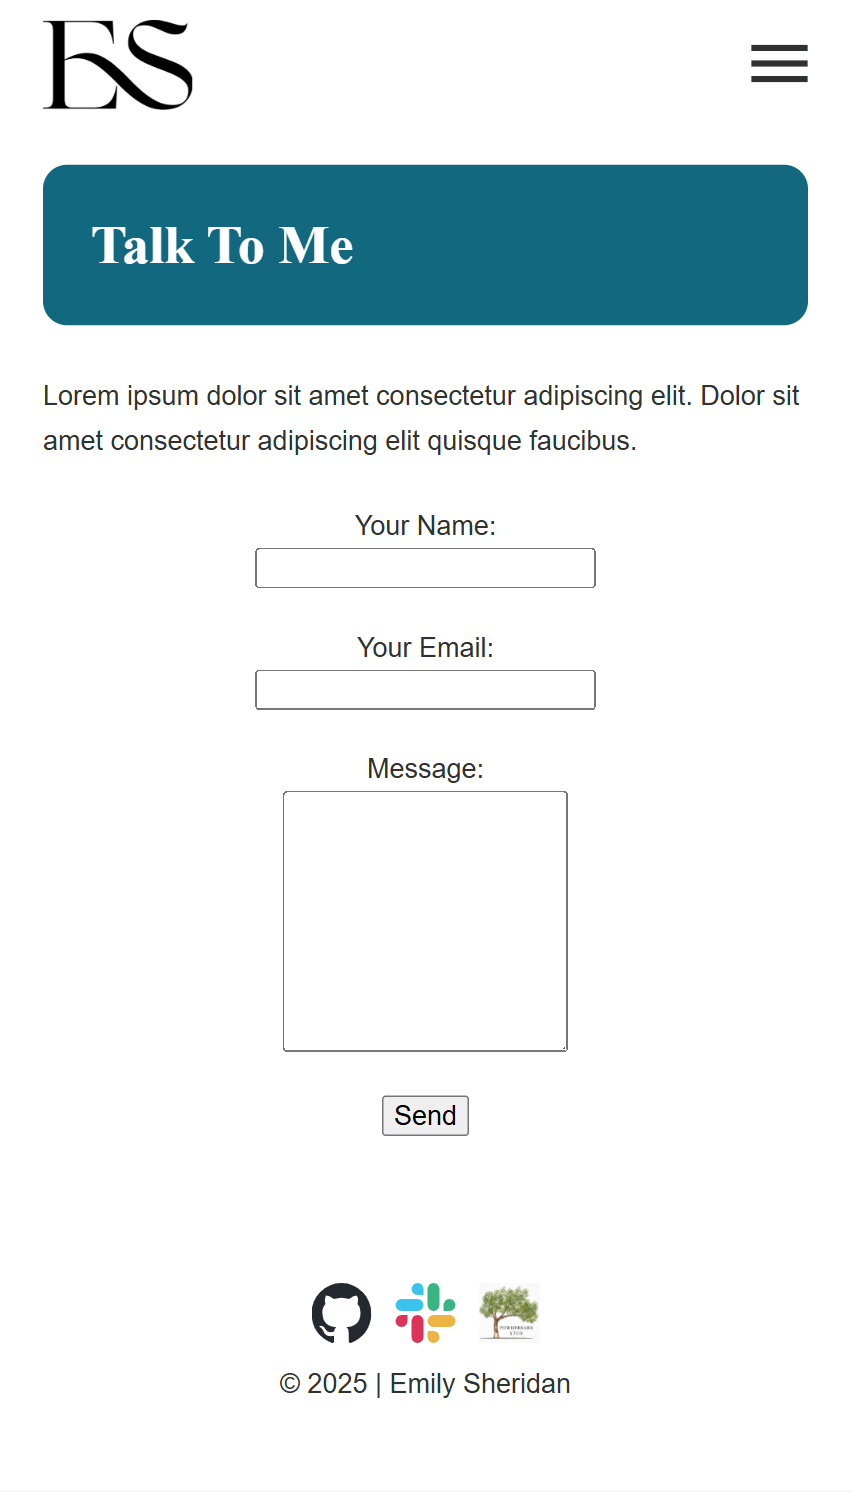 ES
Talk To Me
Lorem ipsum dolor sit amet consectetur adipiscing elit. Dolor sit
amet consectetur adipiscing elit quisque faucibus.
Your Name:
Your Email:
Message:
Send
© 2025 | Emily Sheridan